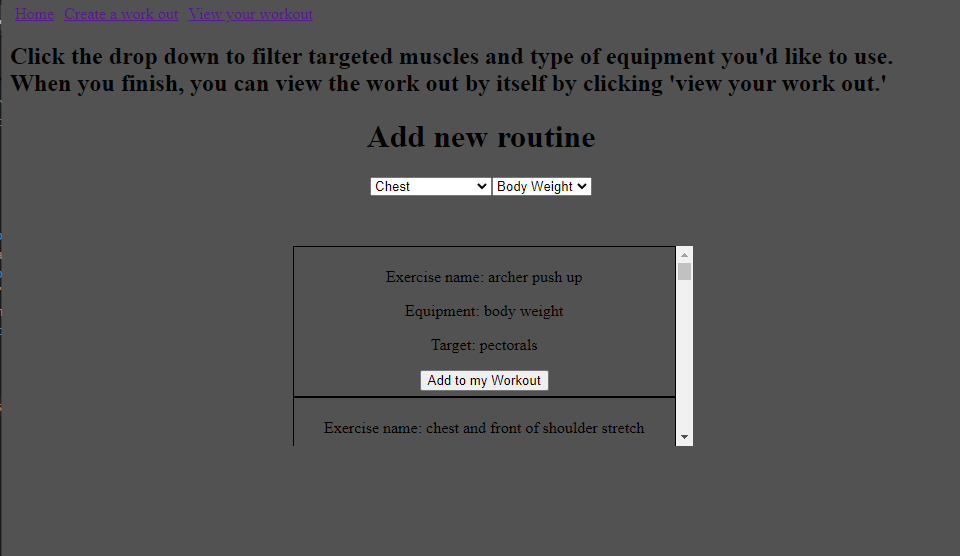 Home Create a work out View your workout
Click the drop down to filter targeted muscles and type of equipment you'd like to use.
When you finish, you can view the work out by itself by clicking 'view your work out.'
Add new routine
Chest Body Weight
Exercise name: archer push up
Equipment: body weight
Target: pectorals
Add to my Workout
Exercise name: chest and front of shoulder stretch